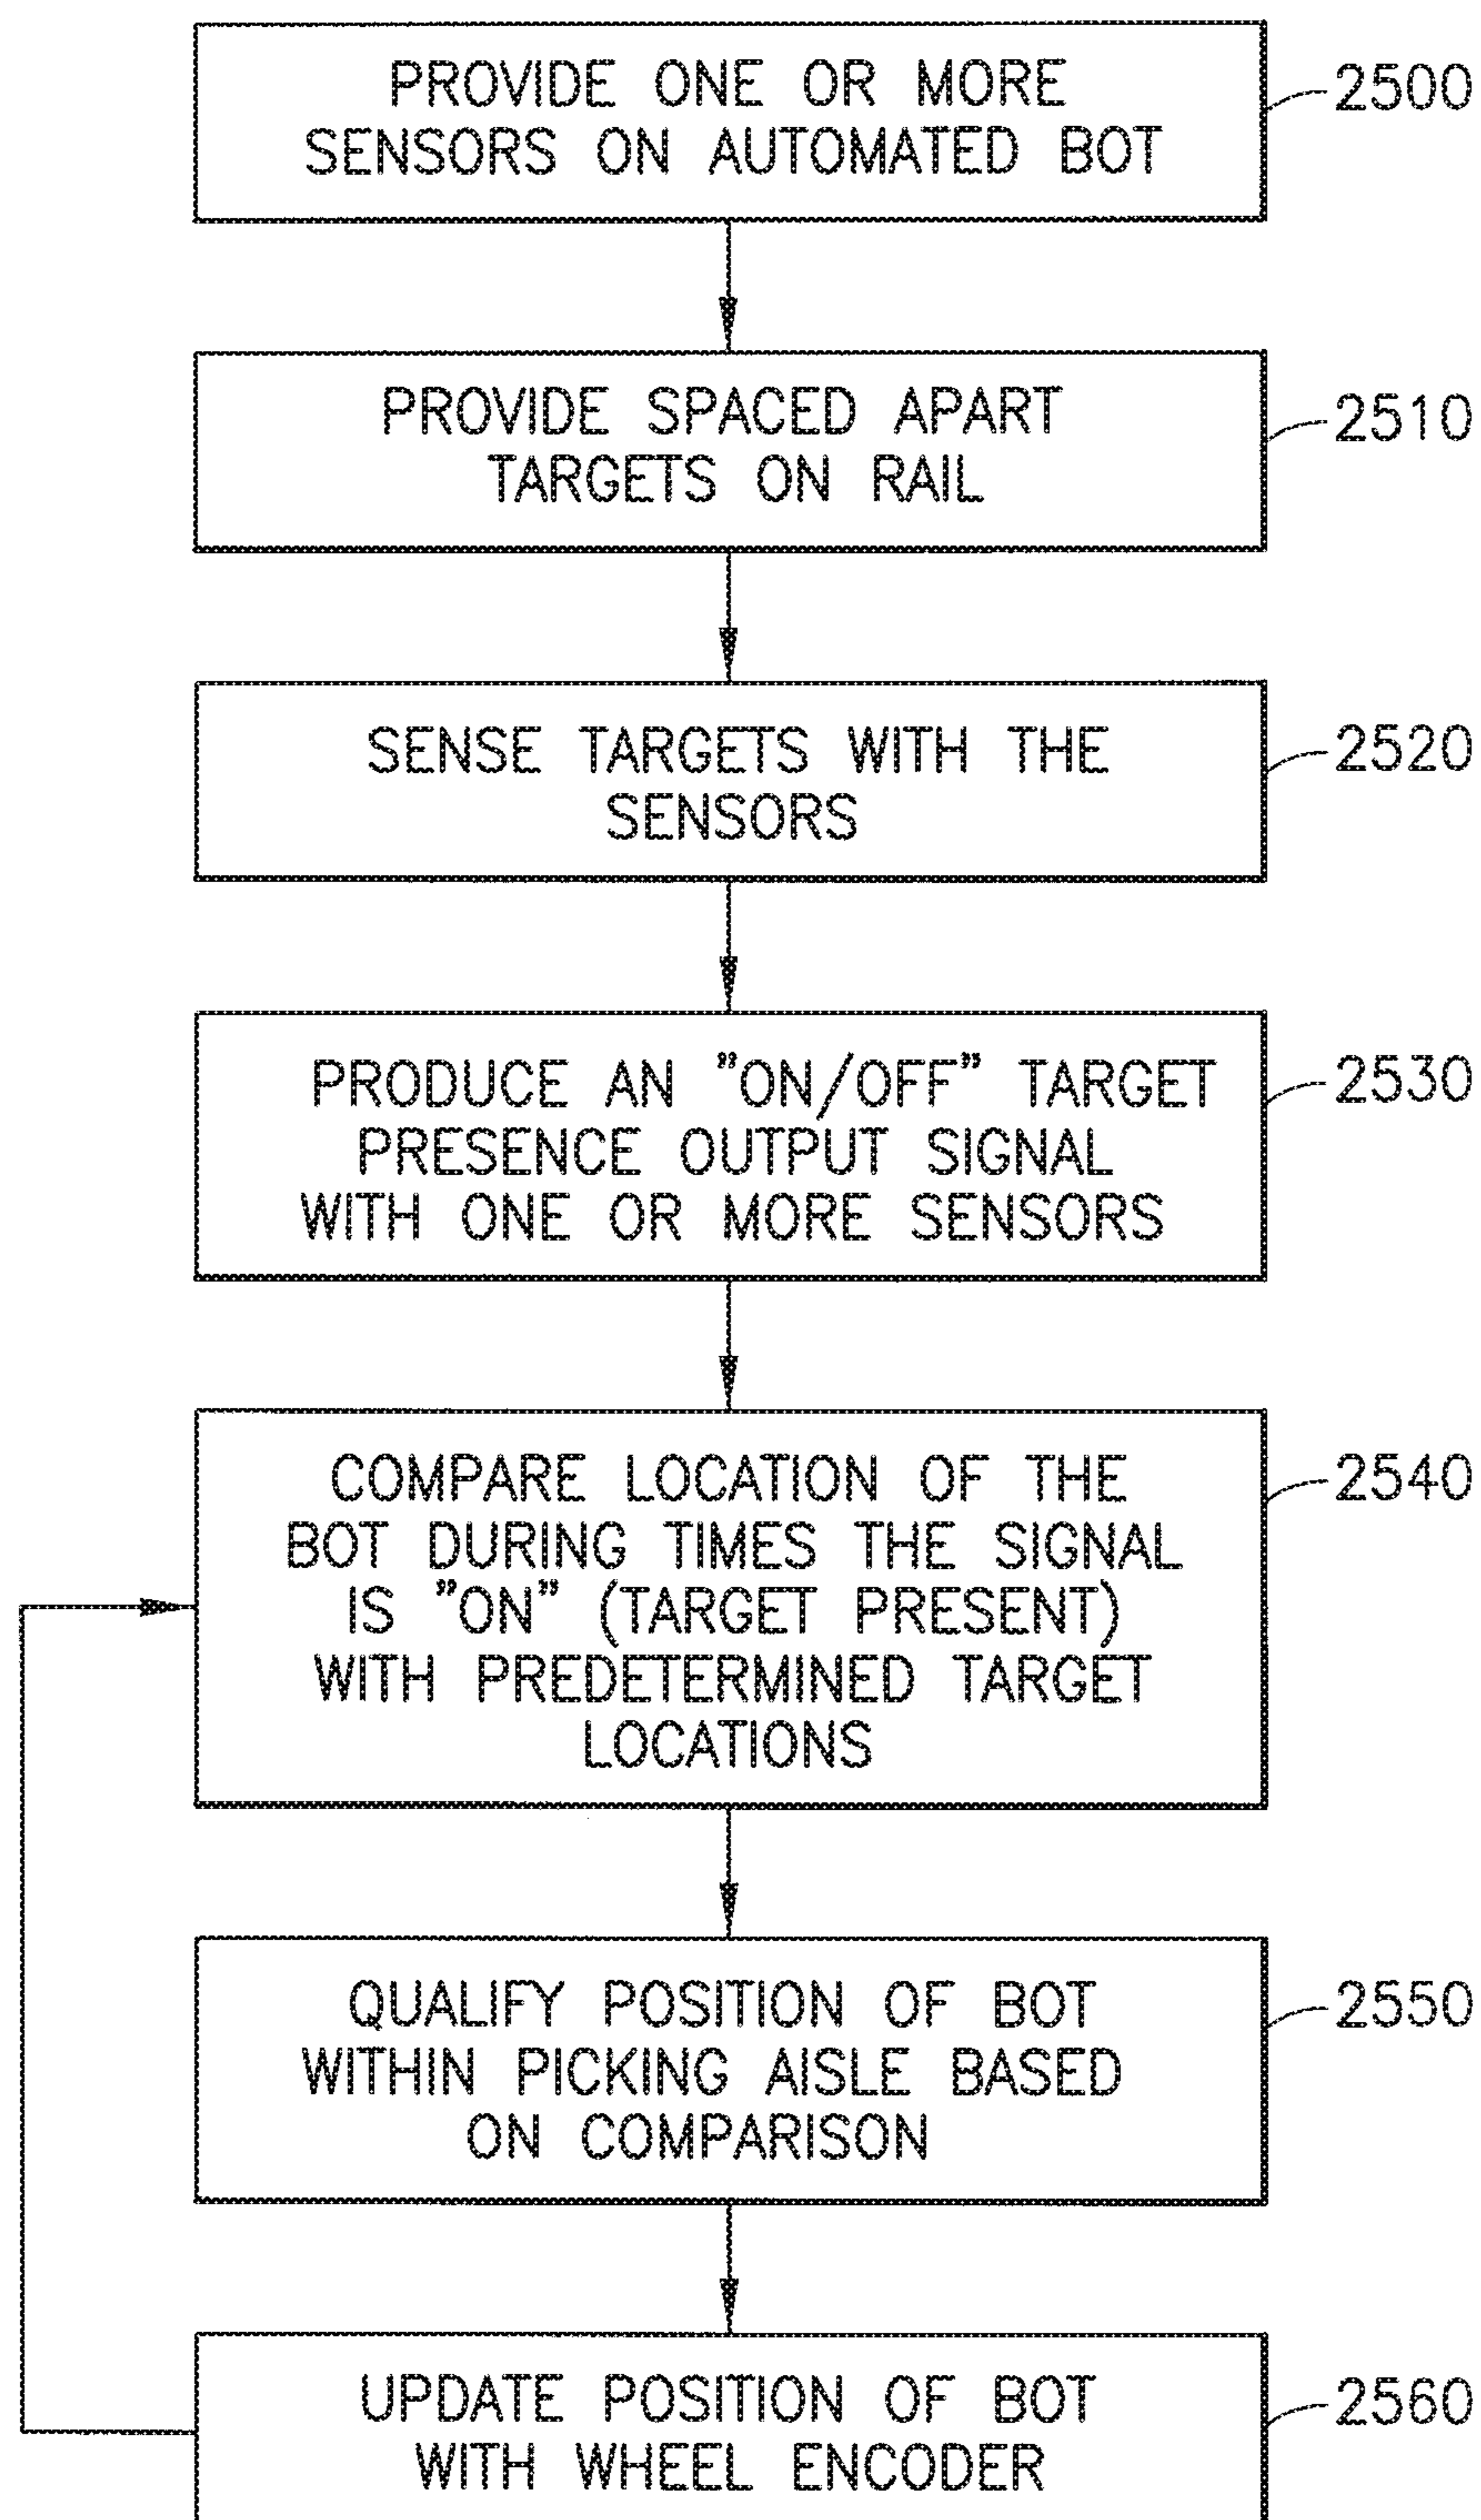 PROVIDE ONE OR MORE
SENSORS ON AUTOMATED BOT
2500
PROVIDE SPACED APART
TARGETS ON RAIL
2510
SENSE TARGETS WITH THE
SENSORS
2520
PRODUCE AN "ON/OFF" TARGET
PRESENCE OUTPUT SIGNAL
WITH ONE OR MORE SENSORS
2530
COMPARE LOCATION OF THE
BOT DURING TIMES THE SIGNAL
IS "ON" (TARGET PRESENT)
WITH PREDETERMINED TARGET
LOCATIONS
2540
QUALIFY POSITION OF BOT
WITHIN PICKING AISLE BASED
ON COMPARISON
2550
UPDATE POSITION OF BOT
WITH WHEEL ENCODER
2560